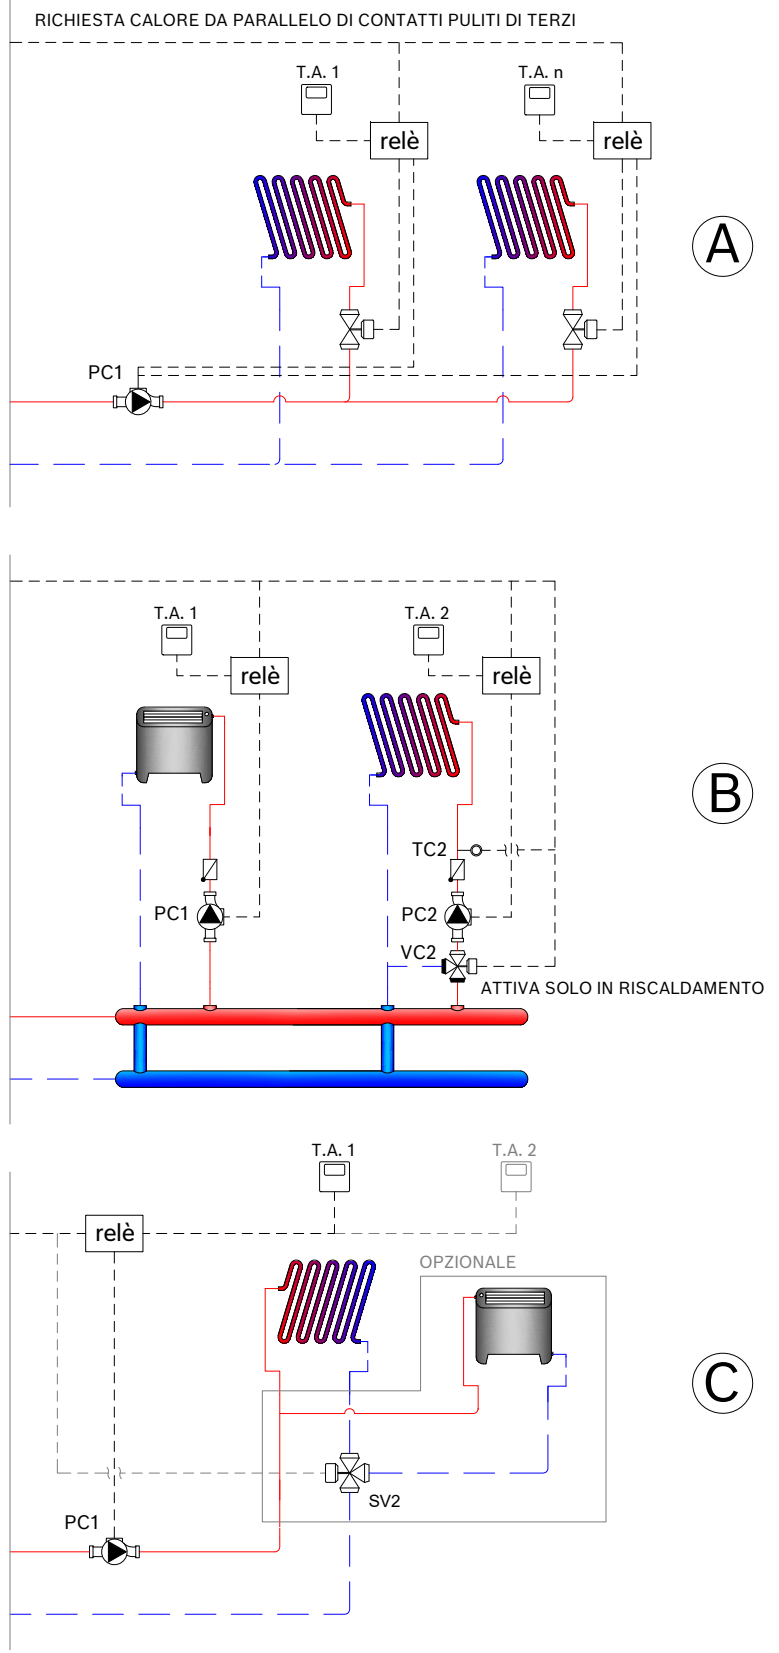 RICHIESTA CALORE DA PARALLELO DI CONTATTI PULITI DI TERZI
T.A. 1
T.A. n
relè
relè
A
PC1
T.A. 1
T.A. 2
relè
relè
B
TC2
PC1
PC2
VC2
ATTIVA SOLO IN RISCALDAMENTO
T.A. 1
T.A. 2
relè
OPZIONALE
C
SV2
PC1